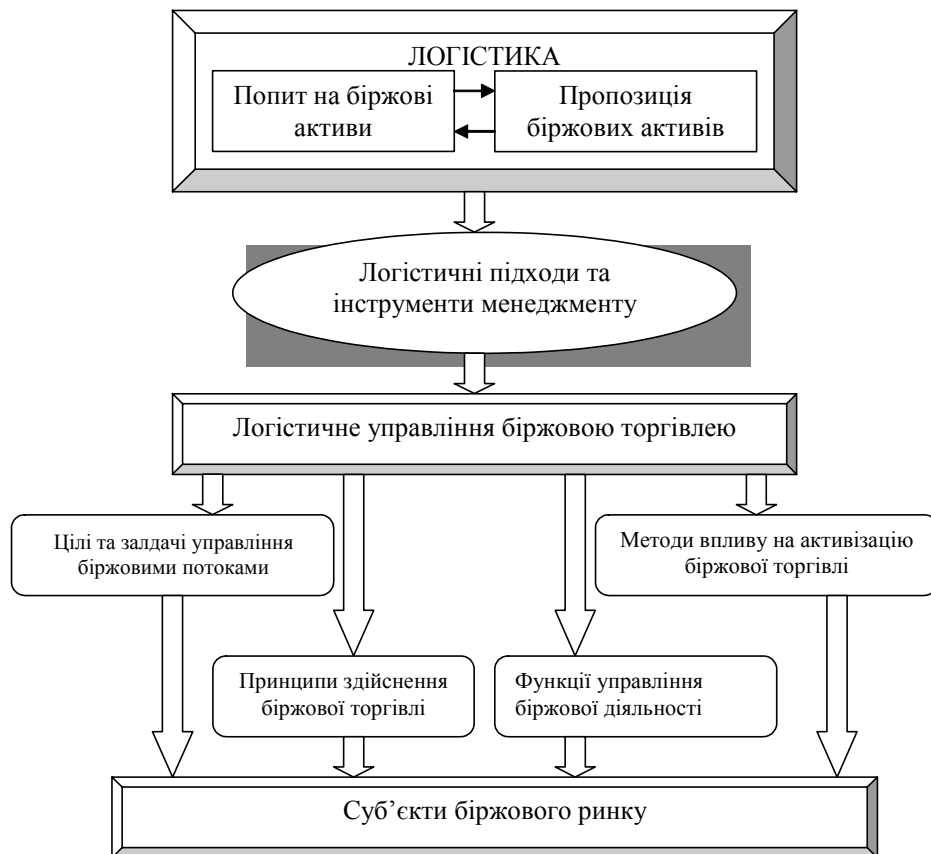 ЛОГІСТИКА
Попит на біржові
активи
Пропозиція
біржових активів
Логістичні підходи та
інструменти менеджменту
Логістичне управління біржовою торгівлею
Цілі та залдачі управління
біржовими потоками
Методи впливу на активізацію
біржової торгівлі
Принципи здійснення
біржової торгівлі
Функції управління
біржової діяльності
Суб’єкти біржового ринку